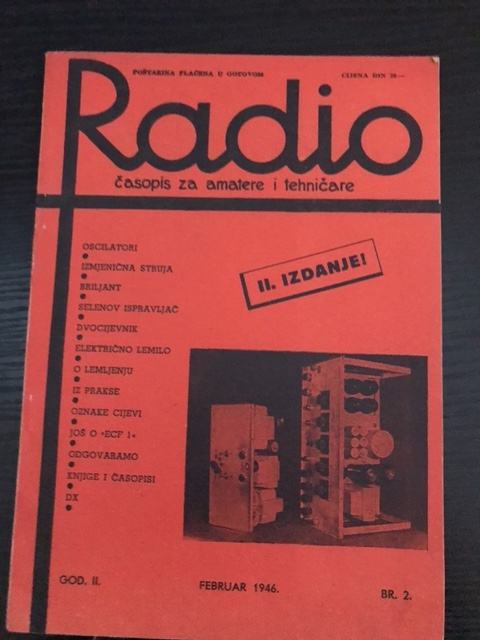 POŠTARINA PLAĆENA U GOTOVOM
CIJENA DIN 20—
Radio
časopis za amatere i tehničare
II. IZDANJE!
OSCILATORI
IZMJENIČNA STRUJA
BRILJANT
SELENOV ISPRAVLJAČ
DVOCIJEVNIK
ELEKTRIČNO LEMILO
O LEMLJENJU
IZ PRAKSE
OZNAKE CIJEVI
JOŠ O »ECF 1«
ODGOVARAMO
KNJIGE I ČASOPISI
DX
GOD. II.
FEBRUAR 1946.
BR. 2.